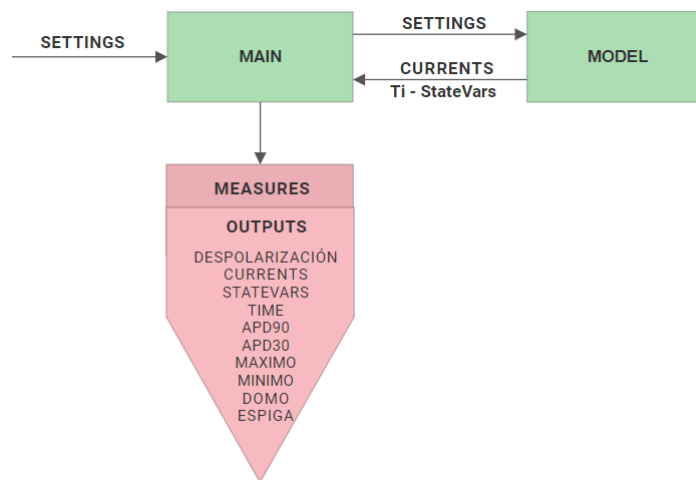 SETTINGS
MAIN
SETTINGS
MODEL
CURRENTS
Ti - StateVars
MEASURES
OUTPUTS
DESPOLARIZACIÓN
CURRENTS
STATEVARS
TIME
APD90
APD30
MAXIMO
MINIMO
DOMO
ESPIGA